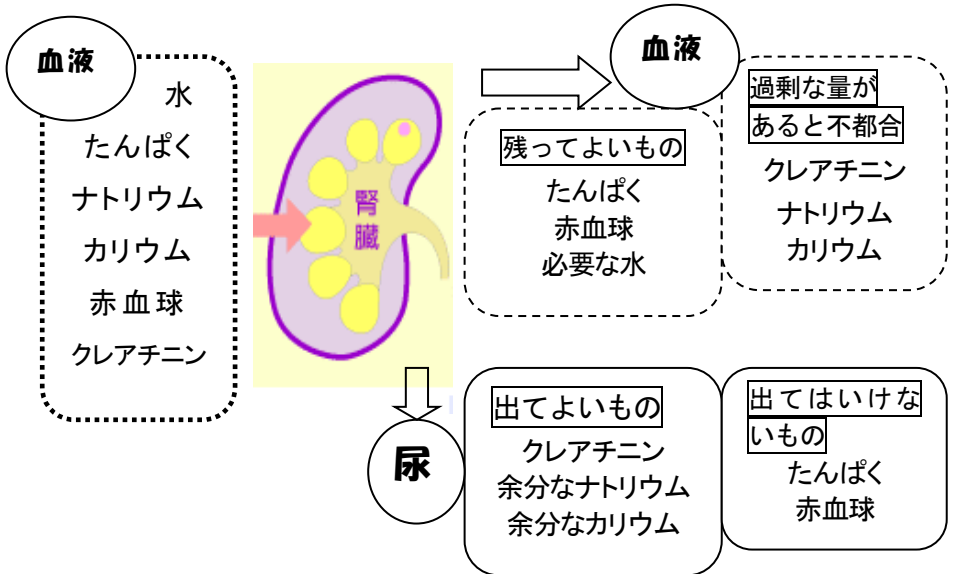 血液
水
たんぱく
ナトリウム
カリウム
赤血球
クレアチニン
腎
臓
血液
残ってよいもの
たんぱく
赤血球
必要な水
過剰な量が
あると不都合
クレアチニン
ナトリウム
カリウム
尿
出てよいもの
クレアチニン
余分なナトリウム
余分なカリウム
出てはいけな
いもの
たんぱく
赤血球